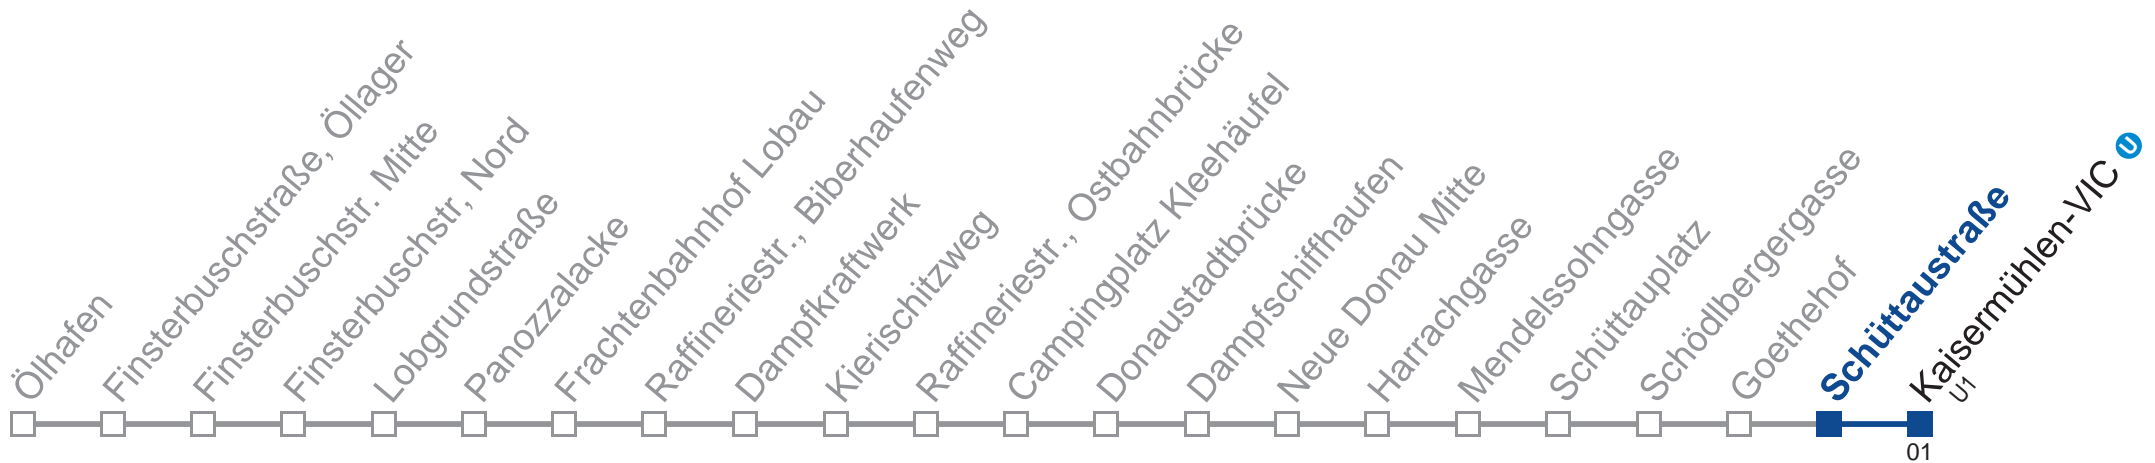 Ölhafen
Finsterbuschstraße, Öllager
Finsterbuschstr. Mitte
Finsterbuschstr, Nord
Lobgrundstraße
Panozzalacke
Frachtenbahnhof Lobau
Raffineriestr., Biberhaufenweg
Dampfkraftwerk
Kierischitzweg
Raffineriestr., Ostbahnbrücke
Campingplatz Kleehäufel
Donaustadtbrücke
Dampfschiffhaufen
Neue Donau Mitte
Harrachgasse
Mendelssohngasse
Schüttauplatz
Schödlbergergasse
Goethehof
Schüttaustraße
Kaisermühlen-VIC U
U1
01